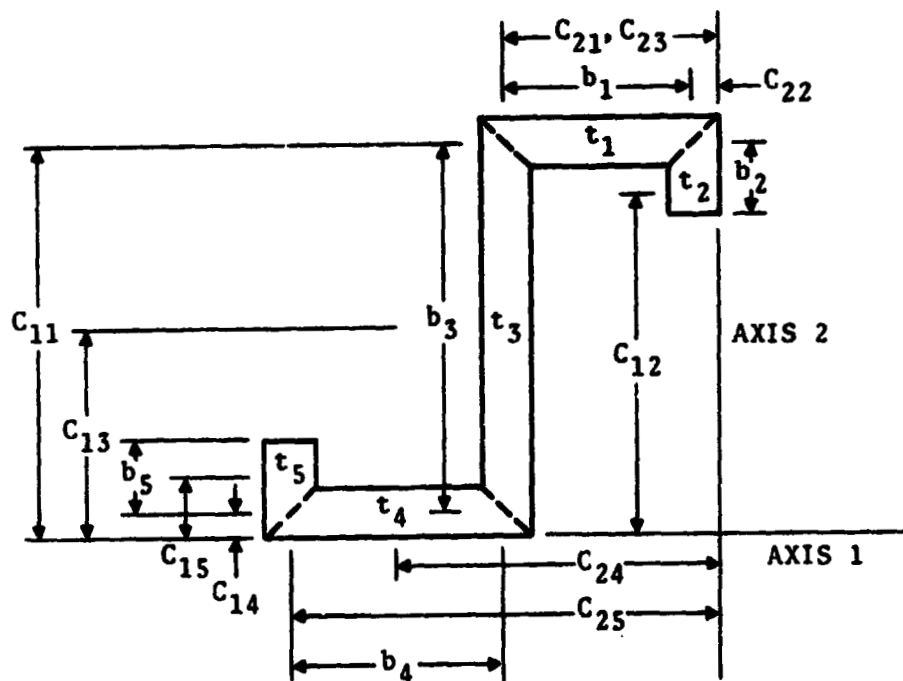 C₂₁, C₂₃
b₁
C₂₂
t₁
t₂
b₂
C₁₁
b₃
t₃
C₁₂
AXIS 2
C₁₃
b₅
t₅
t₄
C₁₅
C₁₄
AXIS 1
C₂₄
C₂₅
b₄